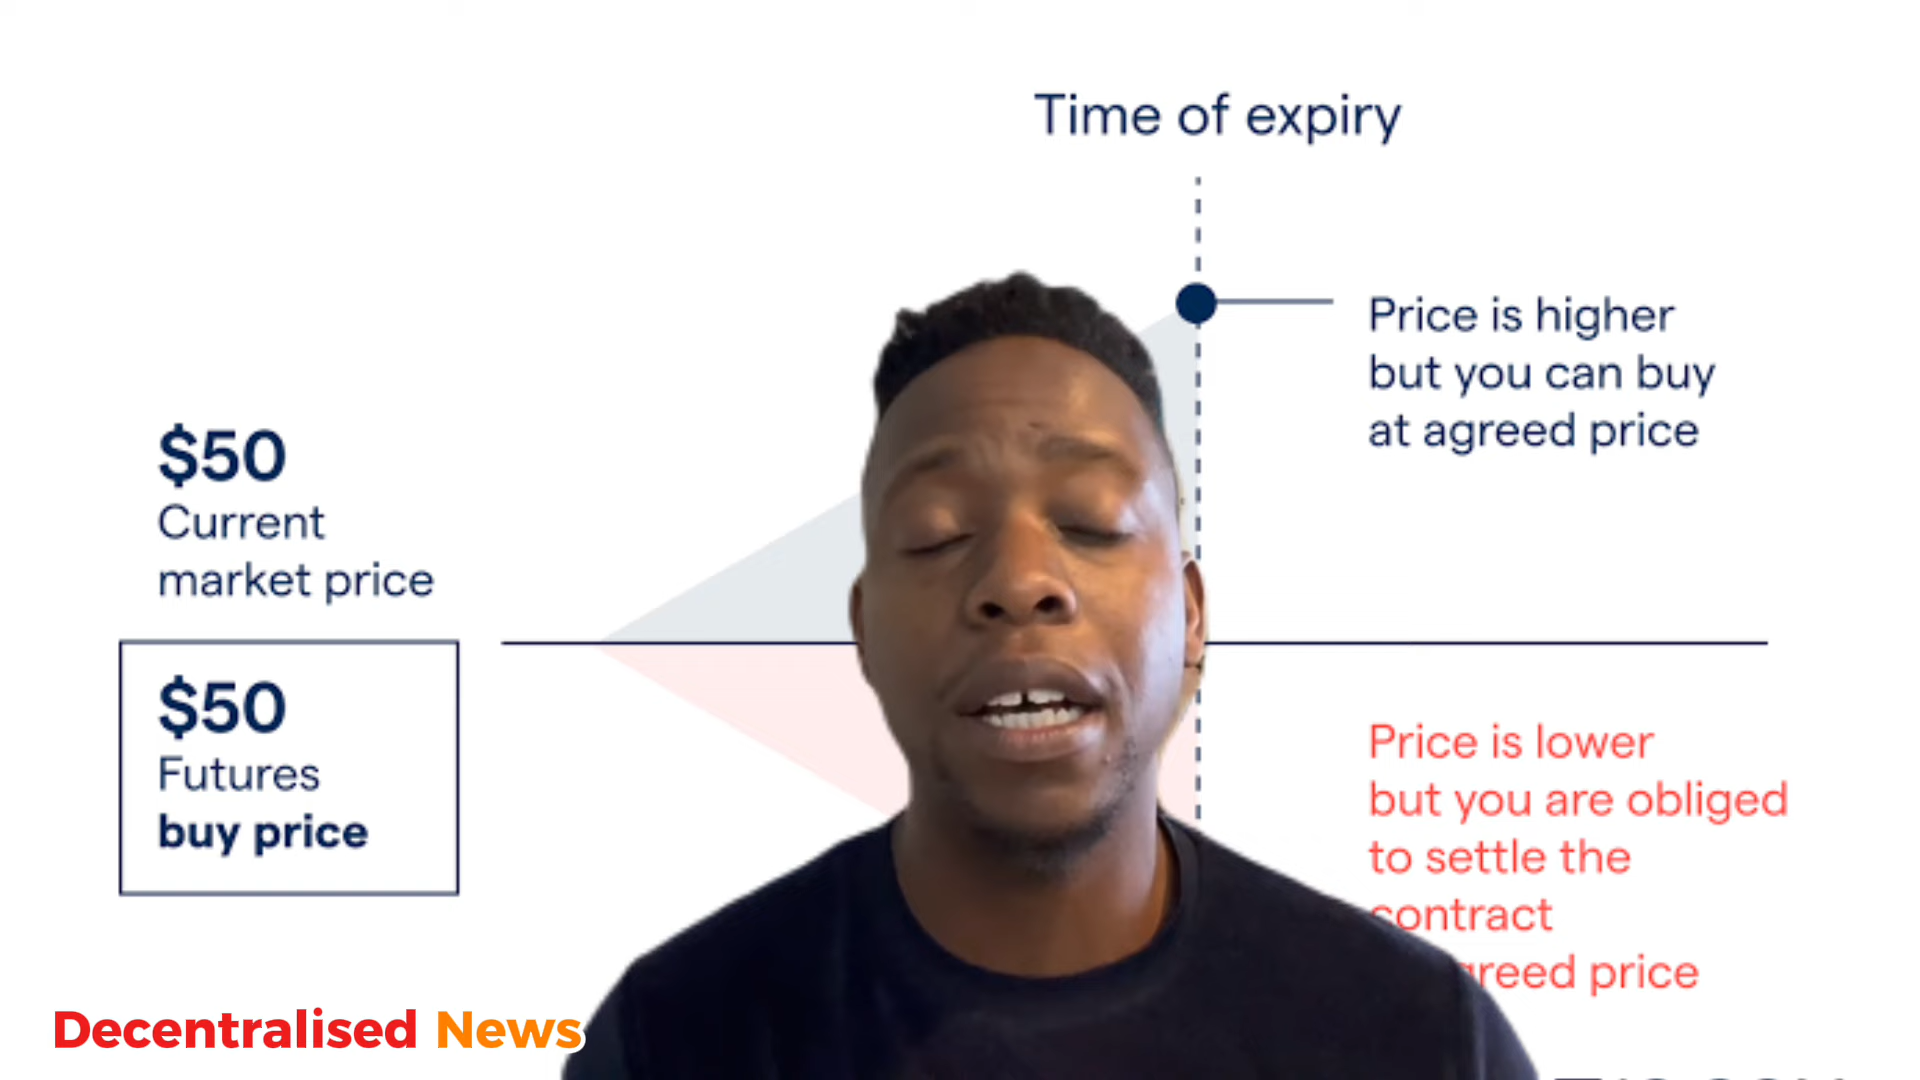 Time of expiry
Price is higher
but you can buy
at agreed price
$50
Current
market price
$50
Futures
buy price
Price is lower
but you are obliged
to settle the
contract
price
Decentralised News